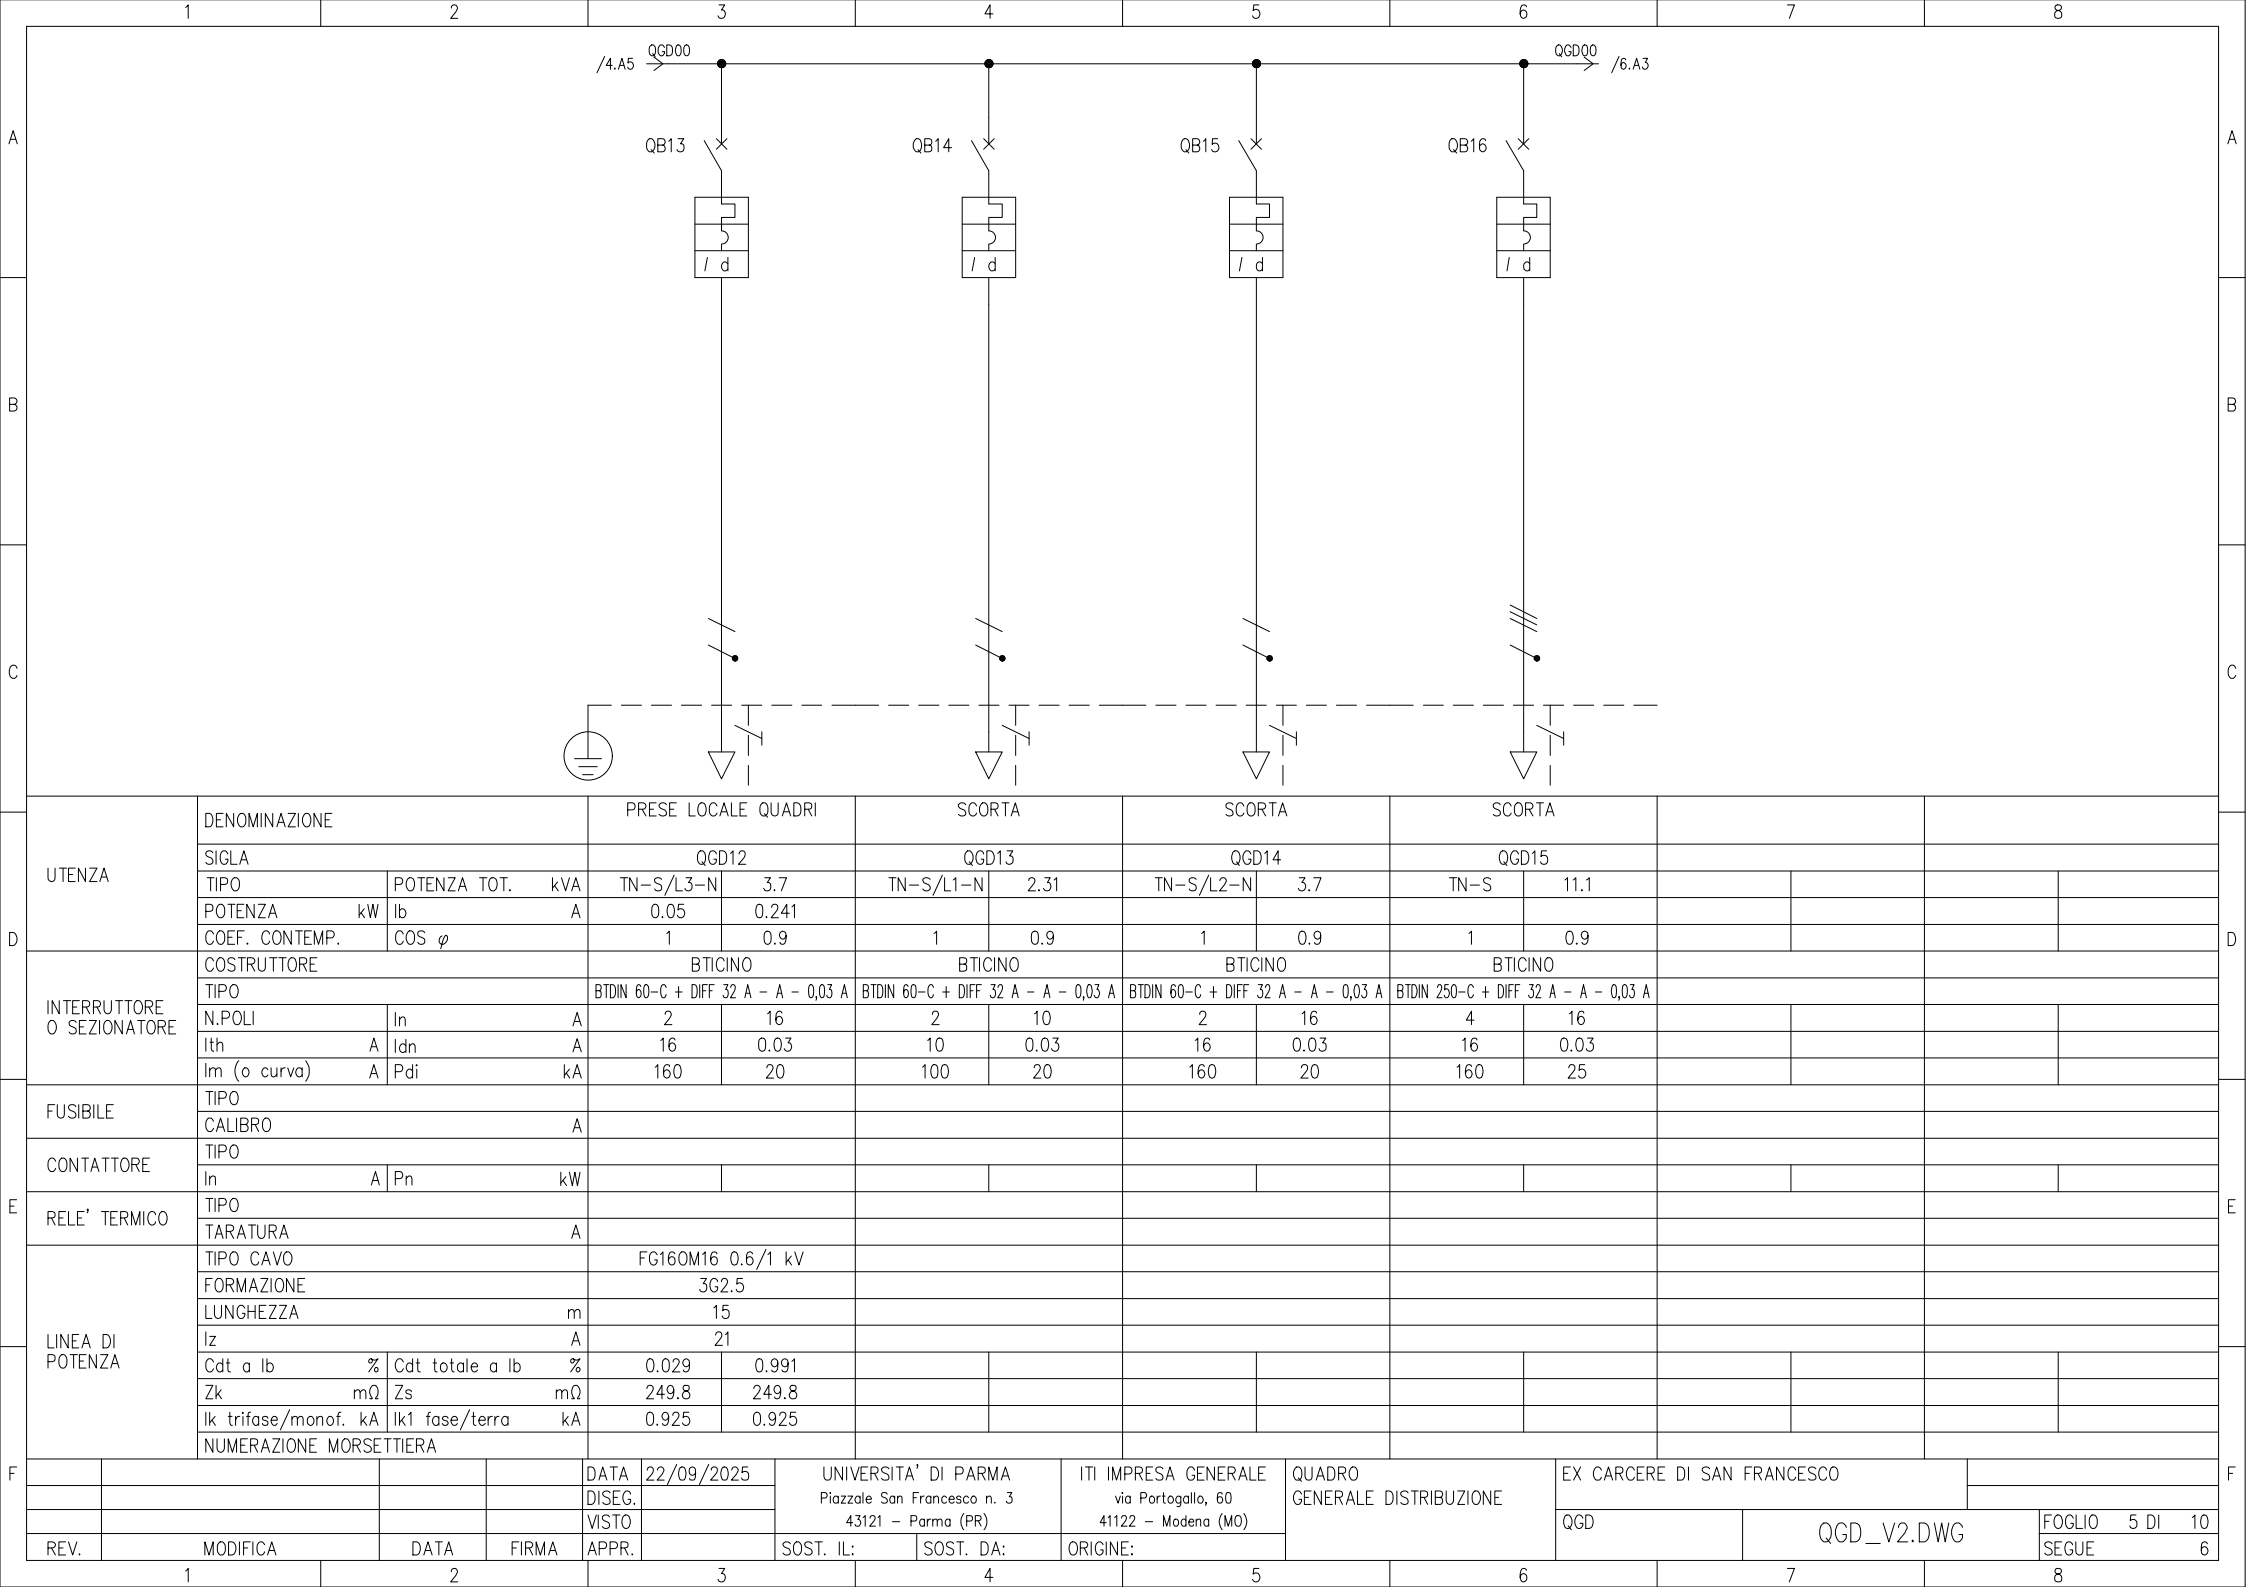 1 2 3 4 5 6 7 8
/4.A5 QGD00 QGD00 /6.A3
A A
QB13 QB14 QB15 QB16
I d I d I d I d
B B
C C
UTENZA
DENOMINAZIONE PRESE LOCALE QUADRI SCORTA SCORTA SCORTA
SIGLA QGD12 QGD13 QGD14 QGD15
TIPO POTENZA TOT. kVA TN-S/L3-N 3.7 TN-S/L1-N 2.31 TN-S/L2-N 3.7 TN-S 11.1
POTENZA kW Ib A 0.05 0.241
D COEF. CONTEMP. COS φ 1 0.9 1 0.9 1 0.9 1 0.9 D
INTERRUTTORE
O SEZIONATORE
COSTRUTTORE BTICINO BTICINO BTICINO BTICINO
TIPO BTDIN 60-C + DIFF 32 A - A - 0,03 A BTDIN 60-C + DIFF 32 A - A - 0,03 A BTDIN 60-C + DIFF 32 A - A - 0,03 A BTDIN 250-C + DIFF 32 A - A - 0,03 A
N.POLI In A 2 16 2 10 2 16 4 16
Ith A Idn A 16 0.03 10 0.03 16 0.03 16 0.03
Im (o curva) A Pdi kA 160 20 100 20 160 20 160 25
FUSIBILE
TIPO
CALIBRO A
CONTATTORE
TIPO
In A Pn kW
E RELE' TERMICO E
TIPO
TARATURA A
LINEA DI
POTENZA
TIPO CAVO FG16OM16 0.6/1 kV
FORMAZIONE 3G2.5
LUNGHEZZA m 15
Iz A 21
Cdt a Ib % Cdt totale a Ib % 0.029 0.991
Zk mΩ Zs mΩ 249.8 249.8
Ik trifase/monof. kA Ik1 fase/terra kA 0.925 0.925
NUMERAZIONE MORSETTIERA
F DATA 22/09/2025 UNIVERSITA' DI PARMA ITI IMPRESA GENERALE QUADRO EX CARCERE DI SAN FRANCESCO F
DISEG. Piazzale San Francesco n. 3 via Portogallo, 60 GENERALE DISTRIBUZIONE
VISTO 43121 - Parma (PR) 41122 - Modena (MO) QGD QGD_V2.DWG FOGLIO 5 DI 10
REV. MODIFICA DATA FIRMA APPR. SOST. IL: SOST. DA: ORIGINE: SEGUE 6
1 2 3 4 5 6 7 8